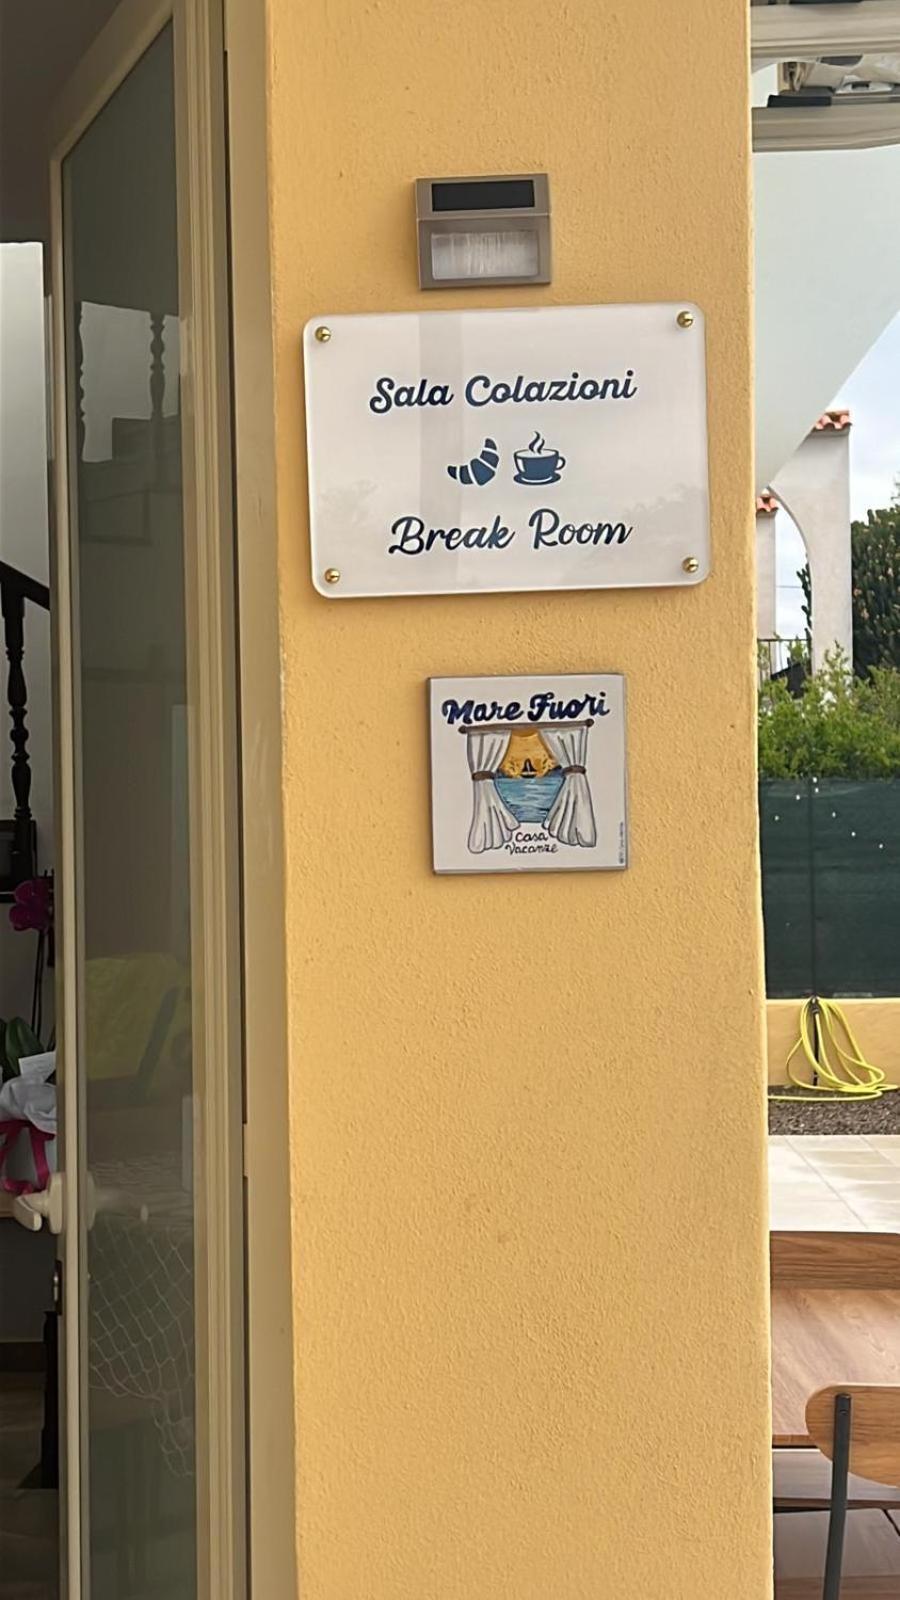 Sala Colazioni
Break Room
Mare Fuori
Casa
Vacanze